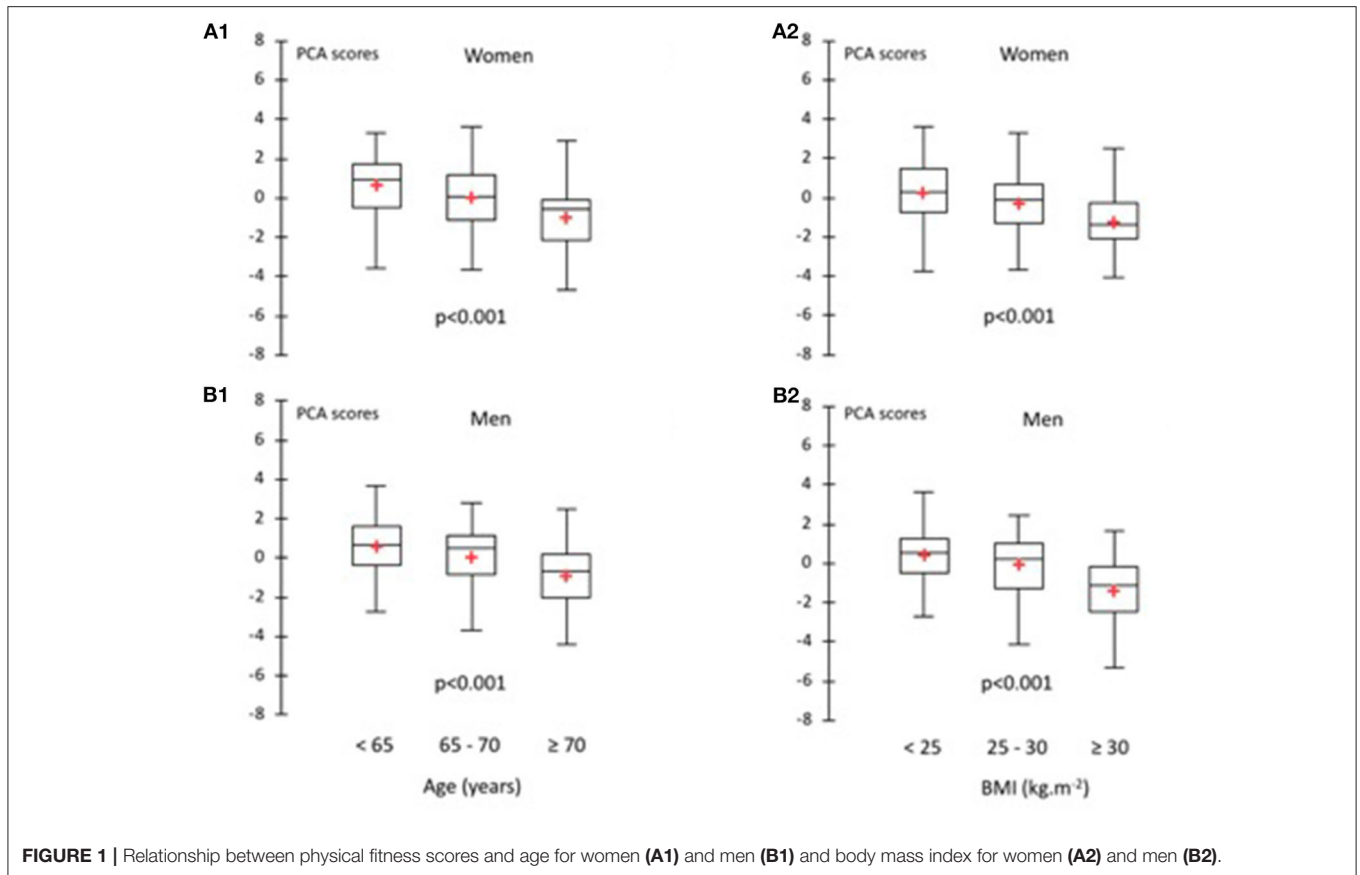 A1
PCA scores
Women
8
6
4
2
0
-2
-4
-6
-8
p<0.001
A2
PCA scores
Women
8
6
4
2
0
-2
-4
-6
-8
p<0.001
B1
PCA scores
Men
8
6
4
2
0
-2
-4
-6
-8
p<0.001
< 65 65 - 70 ≥ 70
Age (years)
B2
PCA scores
Men
8
6
4
2
0
-2
-4
-6
-8
p<0.001
< 25 25 - 30 ≥ 30
BMI (kg.m⁻²)
FIGURE 1 | Relationship between physical fitness scores and age for women (A1) and men (B1) and body mass index for women (A2) and men (B2).